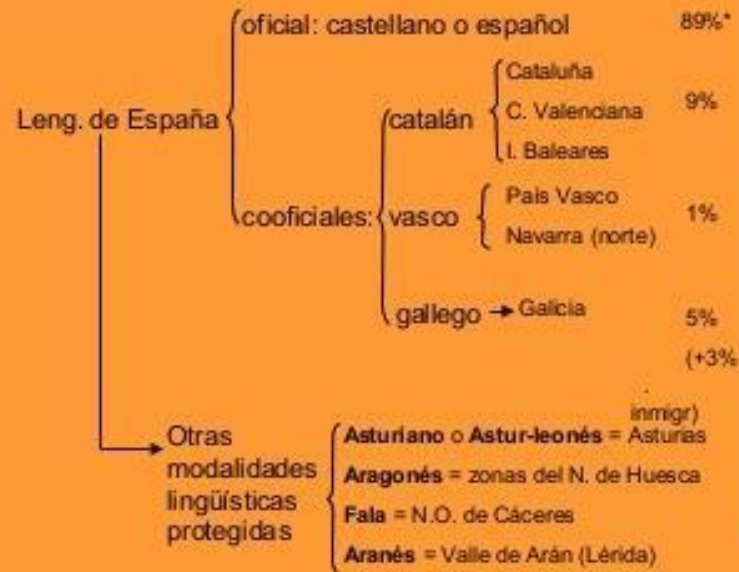 oficial: castellano o español 89%*
Leng. de España
cooficiales:
catalán
Cataluña
C. Valenciana
I. Baleares
9%
vasco
País Vasco
Navarra (norte)
1%
gallego → Galicia
5%
(+3%
.
inmigr)
Otras
modalidades
lingüísticas
protegidas
Asturiano o Astur-leonés = Asturias
Aragonés = zonas del N. de Huesca
Fala = N.O. de Cáceres
Aranés = Valle de Arán (Lérida)